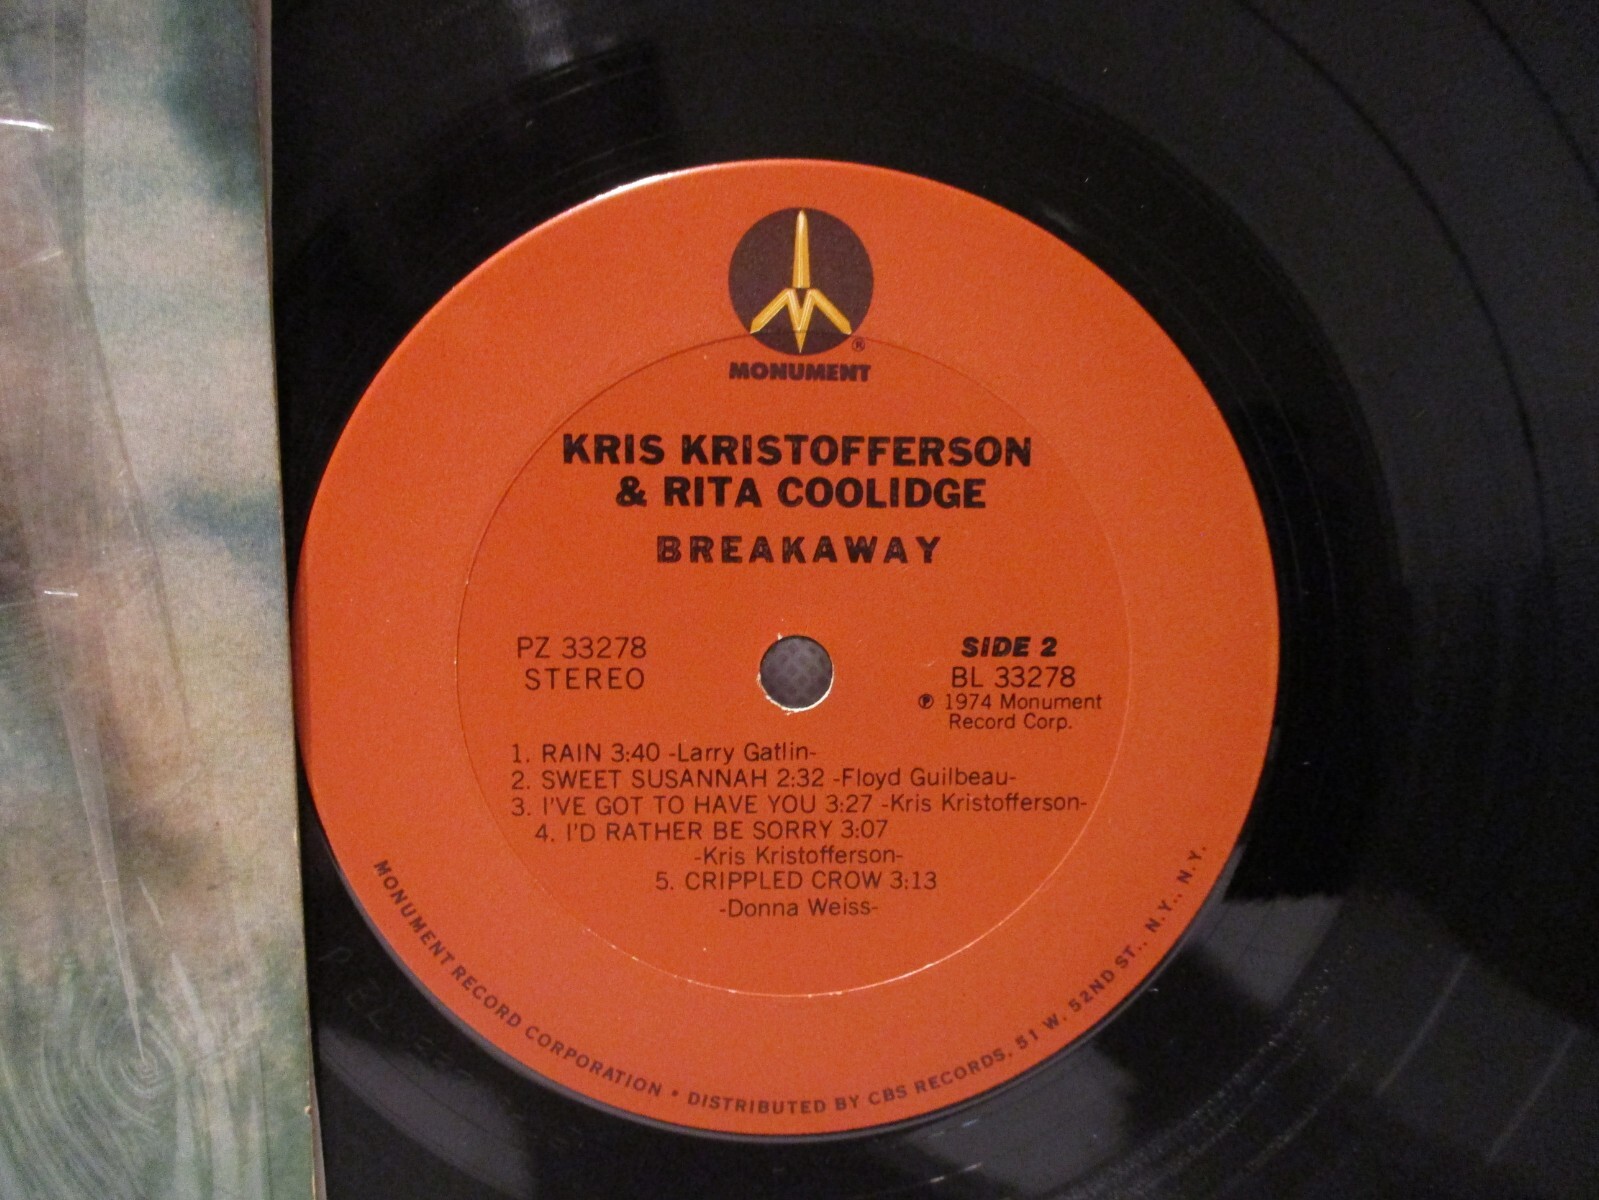 ®
MONUMENT
KRIS KRISTOFFERSON
& RITA COOLIDGE
BREAKAWAY
PZ 33278
STEREO
SIDE 2
BL 33278
℗ 1974 Monument
Record Corp.
1. RAIN 3:40 -Larry Gatlin-
2. SWEET SUSANNAH 2:32 -Floyd Guilbeau-
3. I'VE GOT TO HAVE YOU 3:27 -Kris Kristofferson-
4. I'D RATHER BE SORRY 3:07
-Kris Kristofferson-
5. CRIPPLED CROW 3:13
-Donna Weiss-
MONUMENT RECORD CORPORATION • DISTRIBUTED BY CBS RECORDS, 51 W. 52ND ST., N.Y., N.Y.